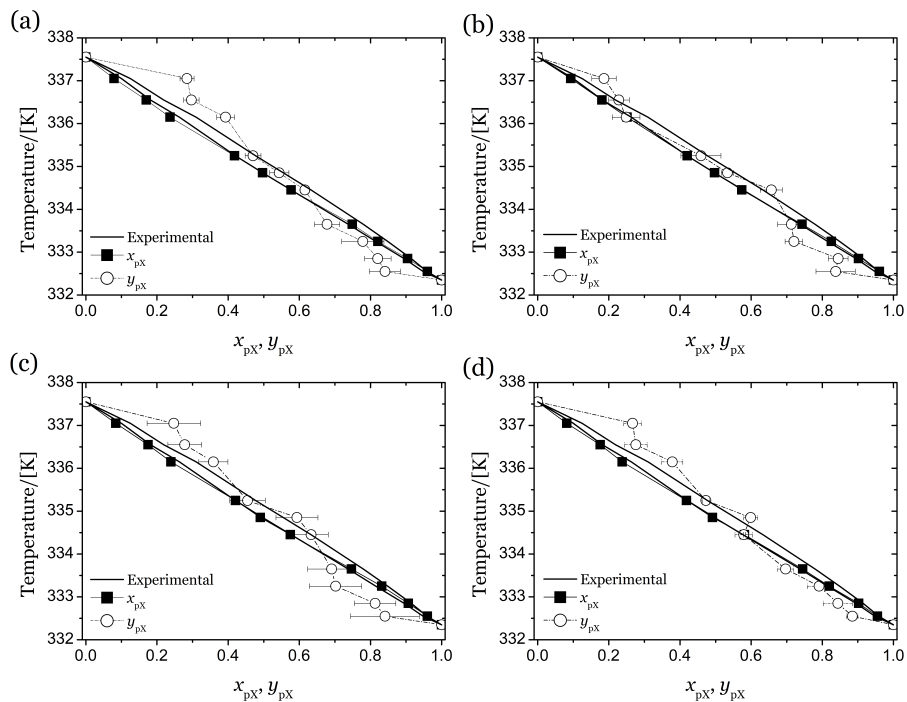 (a)
338
337
336
335
334
333
332
Temperature/[K]
Experimental
x_pX
y_pX
0.0 0.2 0.4 0.6 0.8 1.0
x_pX, y_pX
(b)
338
337
336
335
334
333
332
Temperature/[K]
Experimental
x_pX
y_pX
0.0 0.2 0.4 0.6 0.8 1.0
x_pX, y_pX
(c)
338
337
336
335
334
333
332
Temperature/[K]
Experimental
x_pX
y_pX
0.0 0.2 0.4 0.6 0.8 1.0
x_pX, y_pX
(d)
338
337
336
335
334
333
332
Temperature/[K]
Experimental
x_pX
y_pX
0.0 0.2 0.4 0.6 0.8 1.0
x_pX, y_pX